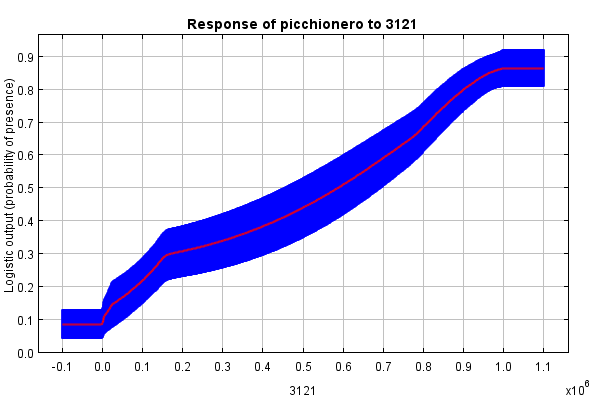 Response of picchionero to 3121
Logistic output (probability of presence)
0.9
0.8
0.7
0.6
0.5
0.4
0.3
0.2
0.1
0.0
-0.1 0.0 0.1 0.2 0.3 0.4 0.5 0.6 0.7 0.8 0.9 1.0 1.1
3121
x10^6